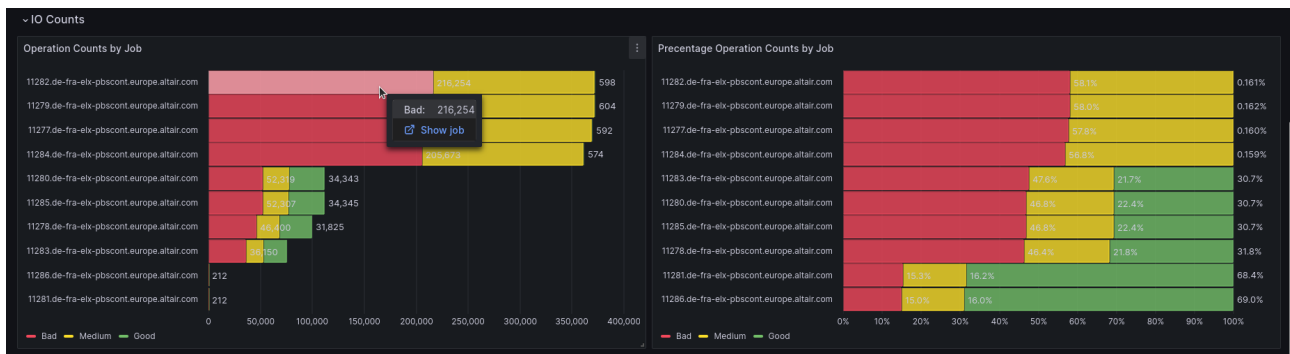 IO Counts
Operation Counts by Job
11282.de-fra-elx-pbscont.europe.altair.com 216,254 598
11279.de-fra-elx-pbscont.europe.altair.com 604
11277.de-fra-elx-pbscont.europe.altair.com 592
11284.de-fra-elx-pbscont.europe.altair.com 205,873 574
11280.de-fra-elx-pbscont.europe.altair.com 52,319 34,343
11285.de-fra-elx-pbscont.europe.altair.com 52,307 34,345
11278.de-fra-elx-pbscont.europe.altair.com 46,400 31,825
11283.de-fra-elx-pbscont.europe.altair.com 36,150
11286.de-fra-elx-pbscont.europe.altair.com 212
11281.de-fra-elx-pbscont.europe.altair.com 212
0 50,000 100,000 150,000 200,000 250,000 300,000 350,000 400,000
Bad Medium Good
Bad: 216,254
Show job
Precentage Operation Counts by Job
11282.de-fra-elx-pbscont.europe.altair.com 58.1% 0.161%
11279.de-fra-elx-pbscont.europe.altair.com 58.0% 0.162%
11277.de-fra-elx-pbscont.europe.altair.com 57.8% 0.160%
11284.de-fra-elx-pbscont.europe.altair.com 56.8% 0.159%
11283.de-fra-elx-pbscont.europe.altair.com 47.6% 21.7% 30.7%
11280.de-fra-elx-pbscont.europe.altair.com 46.8% 22.4% 30.7%
11285.de-fra-elx-pbscont.europe.altair.com 46.8% 22.4% 30.7%
11278.de-fra-elx-pbscont.europe.altair.com 46.4% 21.8% 31.8%
11281.de-fra-elx-pbscont.europe.altair.com 15.3% 16.2% 68.4%
11286.de-fra-elx-pbscont.europe.altair.com 15.0% 16.0% 69.0%
0% 10% 20% 30% 40% 50% 60% 70% 80% 90% 100%
Bad Medium Good